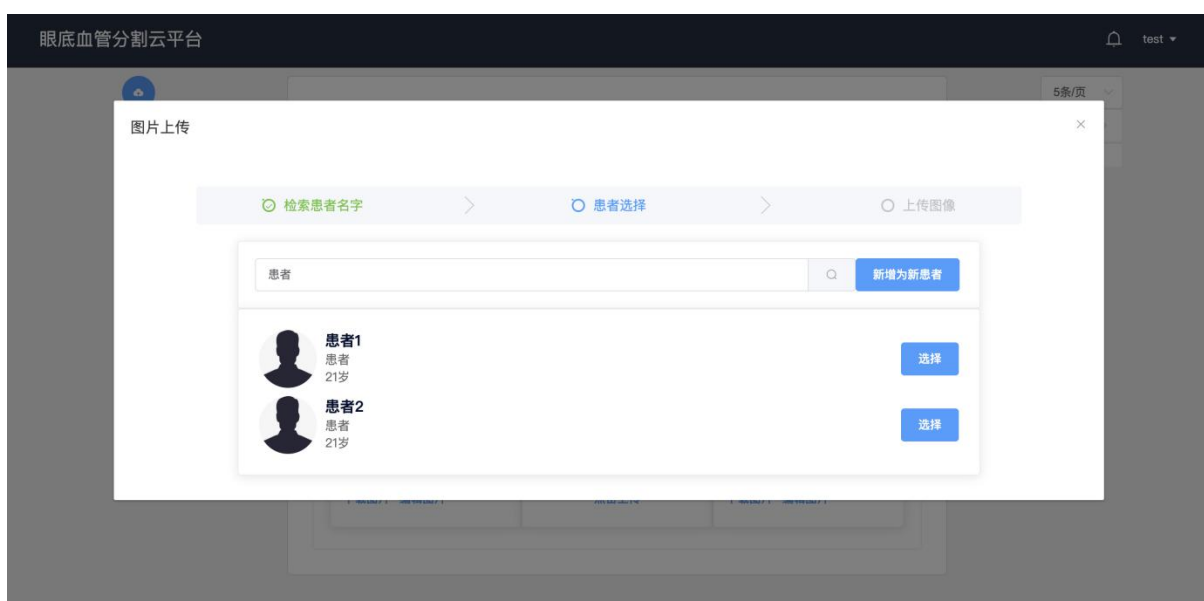 眼底血管分割云平台
test
5条/页
图片上传
检索患者名字
患者选择
上传图像
患者
新增为新患者
患者1
患者
21岁
选择
患者2
患者
21岁
选择